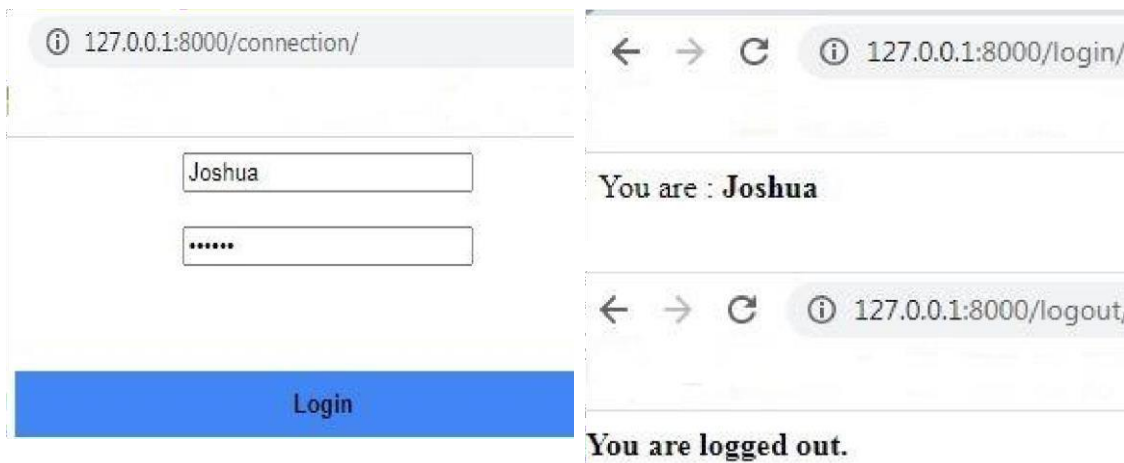 127.0.0.1:8000/connection/
Joshua
••••••
Login
127.0.0.1:8000/login/
You are : Joshua
127.0.0.1:8000/logout/
You are logged out.